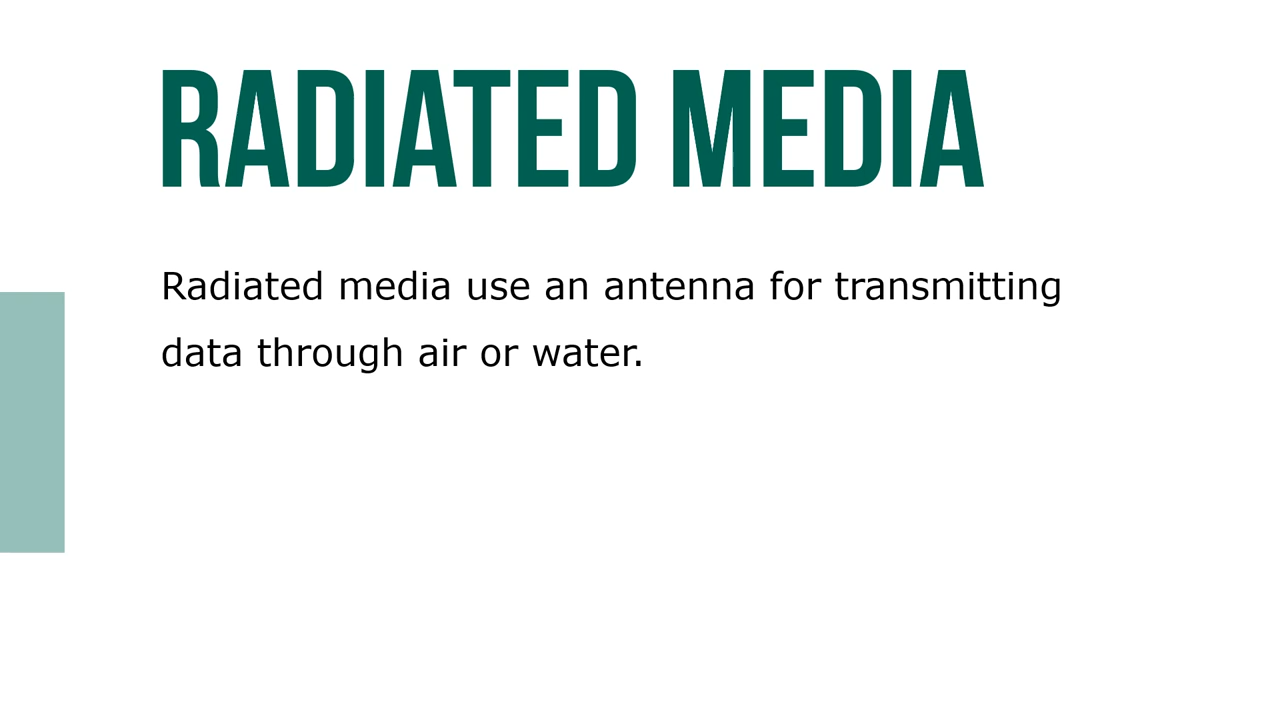 RADIATED MEDIA
Radiated media use an antenna for transmitting
data through air or water.